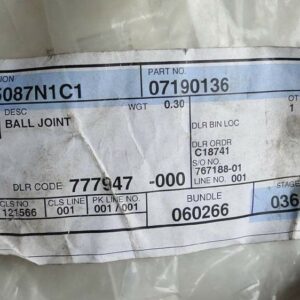 PART NO.
5087N1C1 07190136
DESC WGT 0.30
BALL JOINT
DLR BIN LOC
DLR ORDR
C18741
S/O NO.
767188-01
DLR CODE 777947 -000 LINE NO. 001
CLS NO CLS LINE PK LINE NO. BUNDLE STAGE
121566 001 001 / 001 060266 036
1